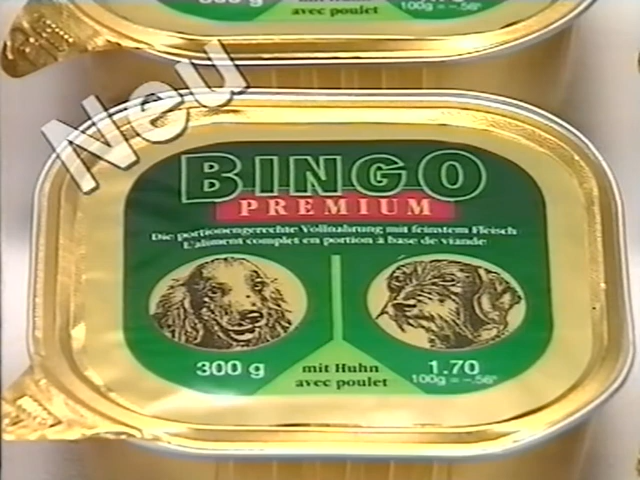 300 g
avec poulet
100g = -.56
Neu
BINGO
PREMIUM
Die portionengerechte Vollnahrung mit feinstem Fleisch
L'aliment complet en portion à base de viande
300 g
mit Huhn
avec poulet
1.70
100g = -.56